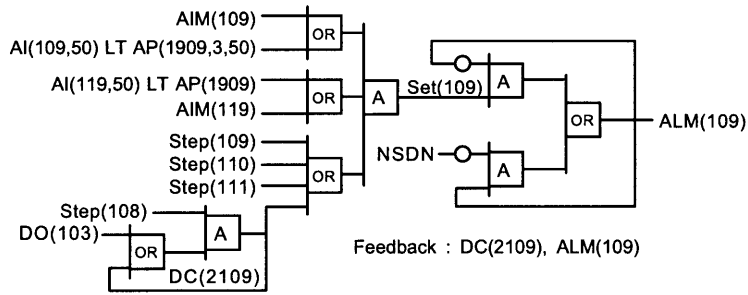 AIM(109)
OR
AI(109,50) LT AP(1909,3,50)
AI(119,50) LT AP(1909)
OR
A
Set(109)
A
AIM(119)
OR
ALM(109)
Step(109)
Step(110)
OR
NSDN
A
Step(111)
Step(108)
DO(103)
A
OR
Feedback : DC(2109), ALM(109)
DC(2109)